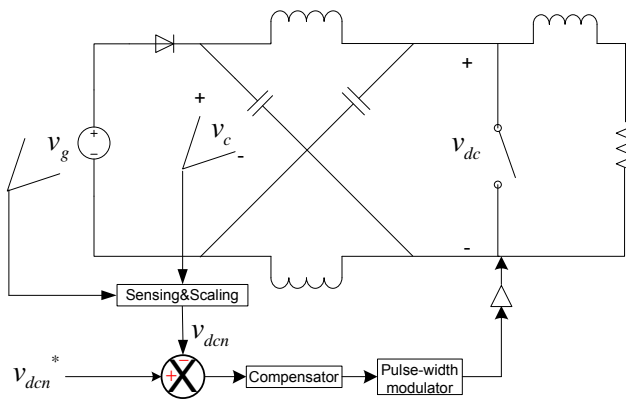 +
+
v_g
+
−
+
v_c
-
v_dc
-
Sensing&Scaling
v_dcn
v_dcn*
+
−
Compensator
Pulse-width
modulator